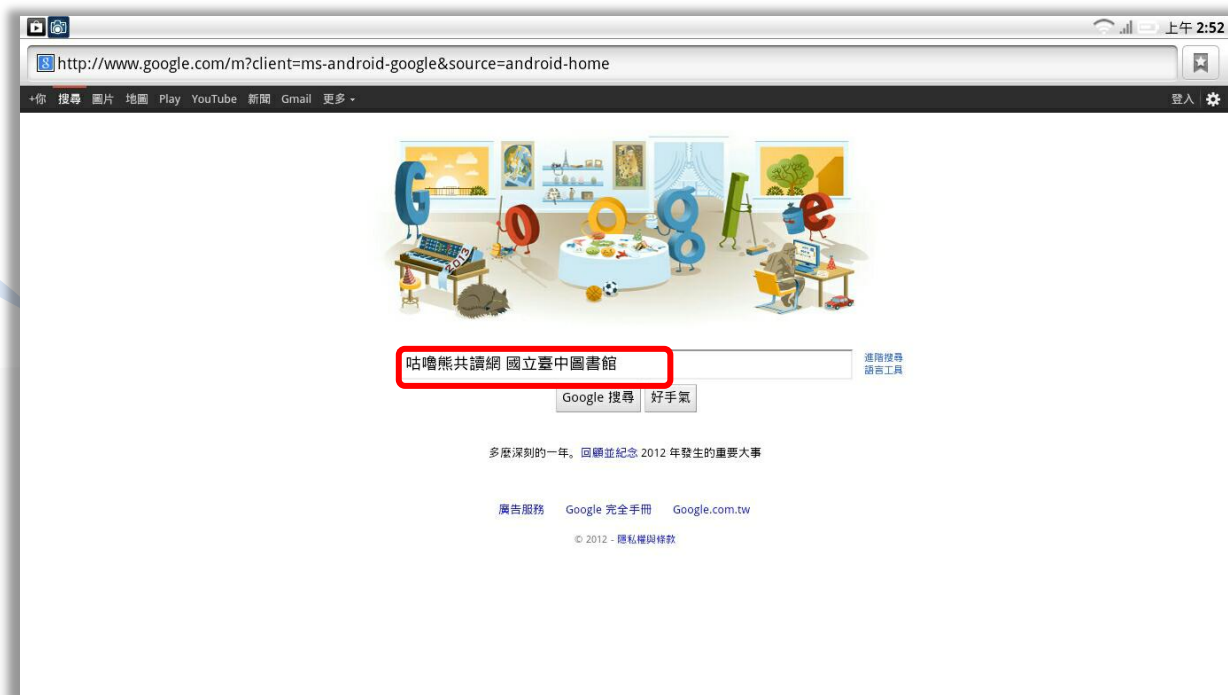 上午 2:52
http://www.google.com/m?client=ms-android-google&source=android-home
+你 搜尋 圖片 地圖 Play YouTube 新聞 Gmail 更多 登入
Google
2013
咕嚕熊共讀網 國立臺中圖書館
進階搜尋
語言工具
Google 搜尋 好手氣
多麼深刻的一年。回顧並紀念 2012 年發生的重要大事
廣告服務 Google 完全手冊 Google.com.tw
© 2012 - 隱私權與條款